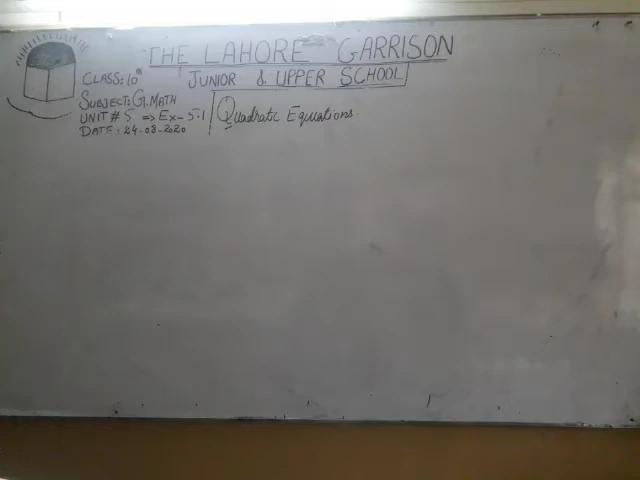 THE LAHORE GARRISON
JUNIOR & UPPER SCHOOL
CLASS: 10th
SUBJECT: G.MATH
UNIT # 5 => Ex-5.1
DATE: 24-08-2020
Quadratic Equations.